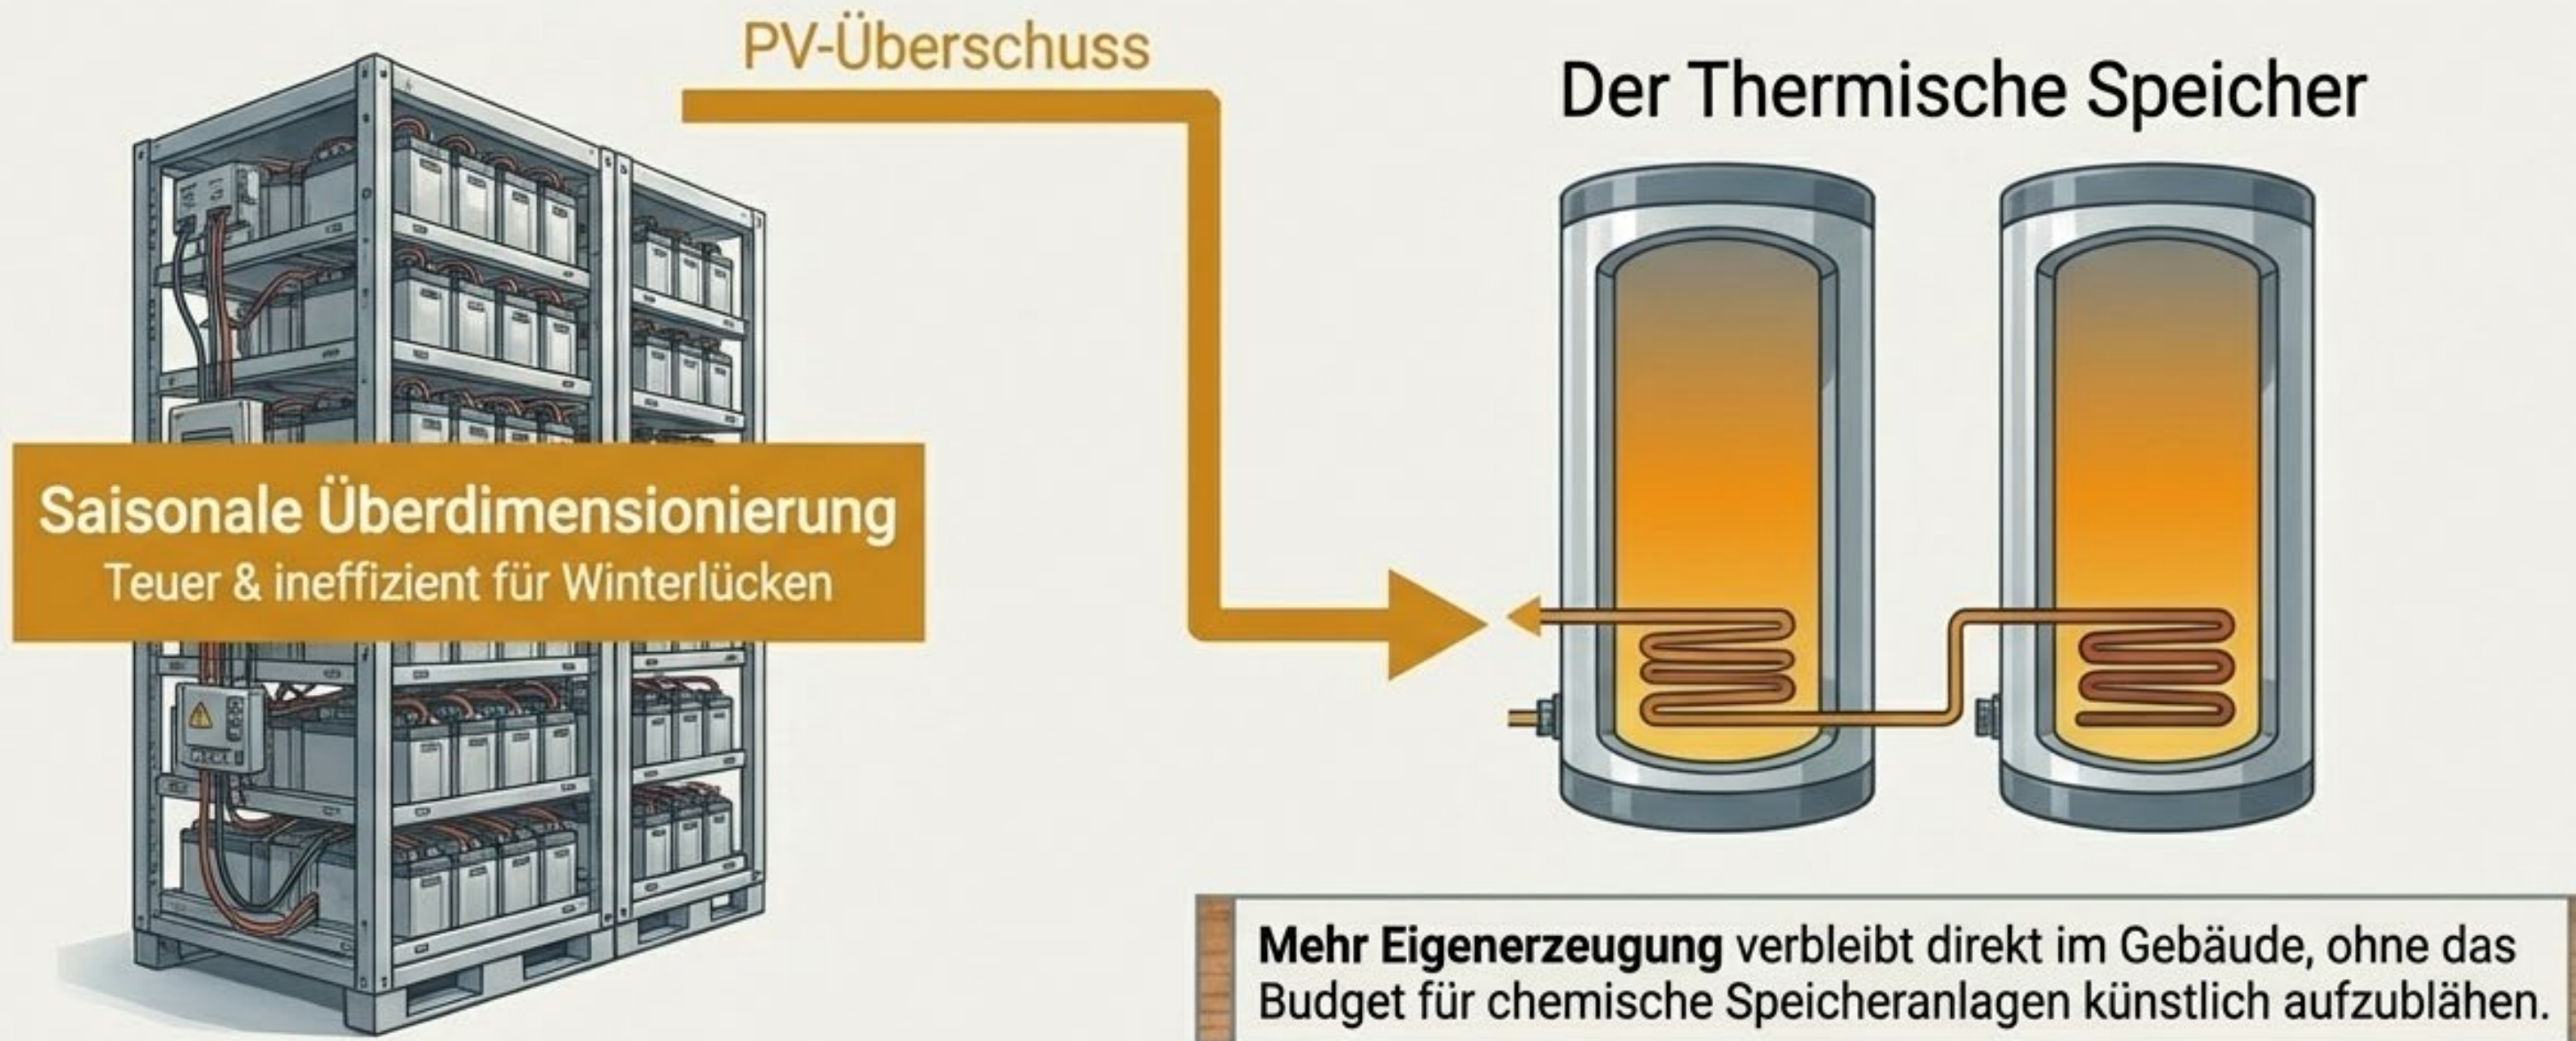 PV-Überschuss
Der Thermische Speicher
Saisonale Überdimensionierung
Teuer & ineffizient für Winterlücken
Mehr Eigenerzeugung verbleibt direkt im Gebäude, ohne das
Budget für chemische Speicheranlagen künstlich aufzublähen.